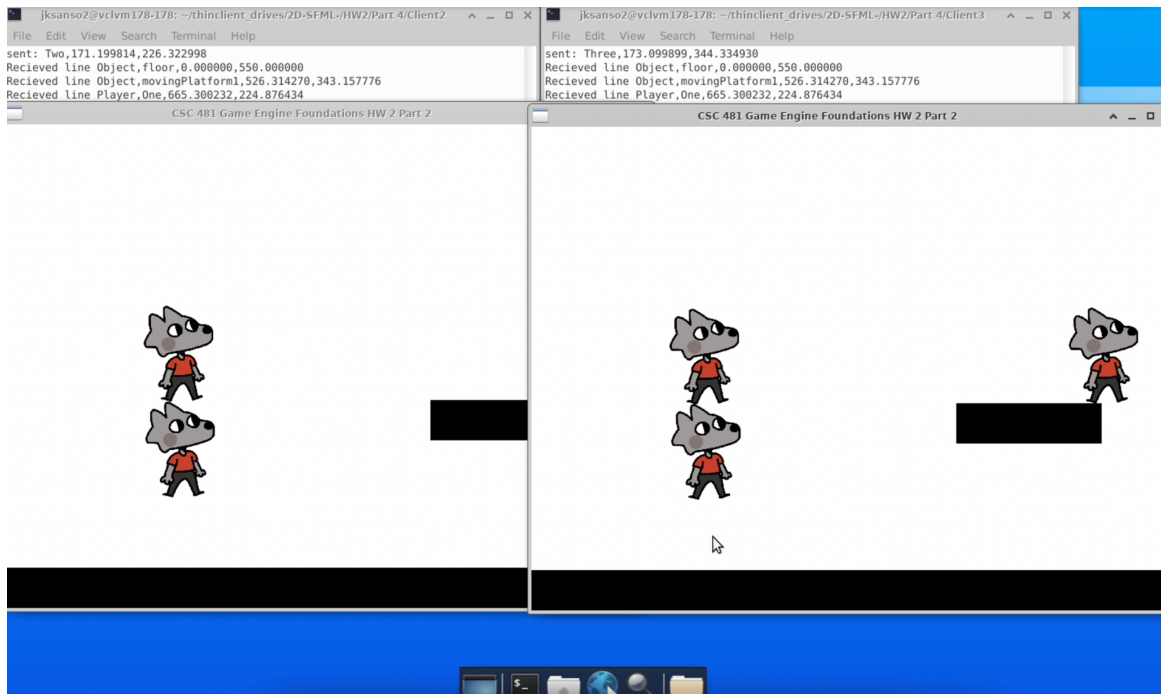 jksanso2@vclvm178-178: ~/thinclient_drives/2D-SFML-/HW2/Part 4/Client2
File Edit View Search Terminal Help
sent: Two,171.199814,226.322998
Recieved line Object,floor,0.000000,550.000000
Recieved line Object,movingPlatform1,526.314270,343.157776
Recieved line Player,One,665.300232,224.876434
jksanso2@vclvm178-178: ~/thinclient_drives/2D-SFML-/HW2/Part 4/Client3
File Edit View Search Terminal Help
sent: Three,173.099899,344.334930
Recieved line Object,floor,0.000000,550.000000
Recieved line Object,movingPlatform1,526.314270,343.157776
Recieved line Player,One,665.300232,224.876434
CSC 481 Game Engine Foundations HW 2 Part 2
CSC 481 Game Engine Foundations HW 2 Part 2
$_